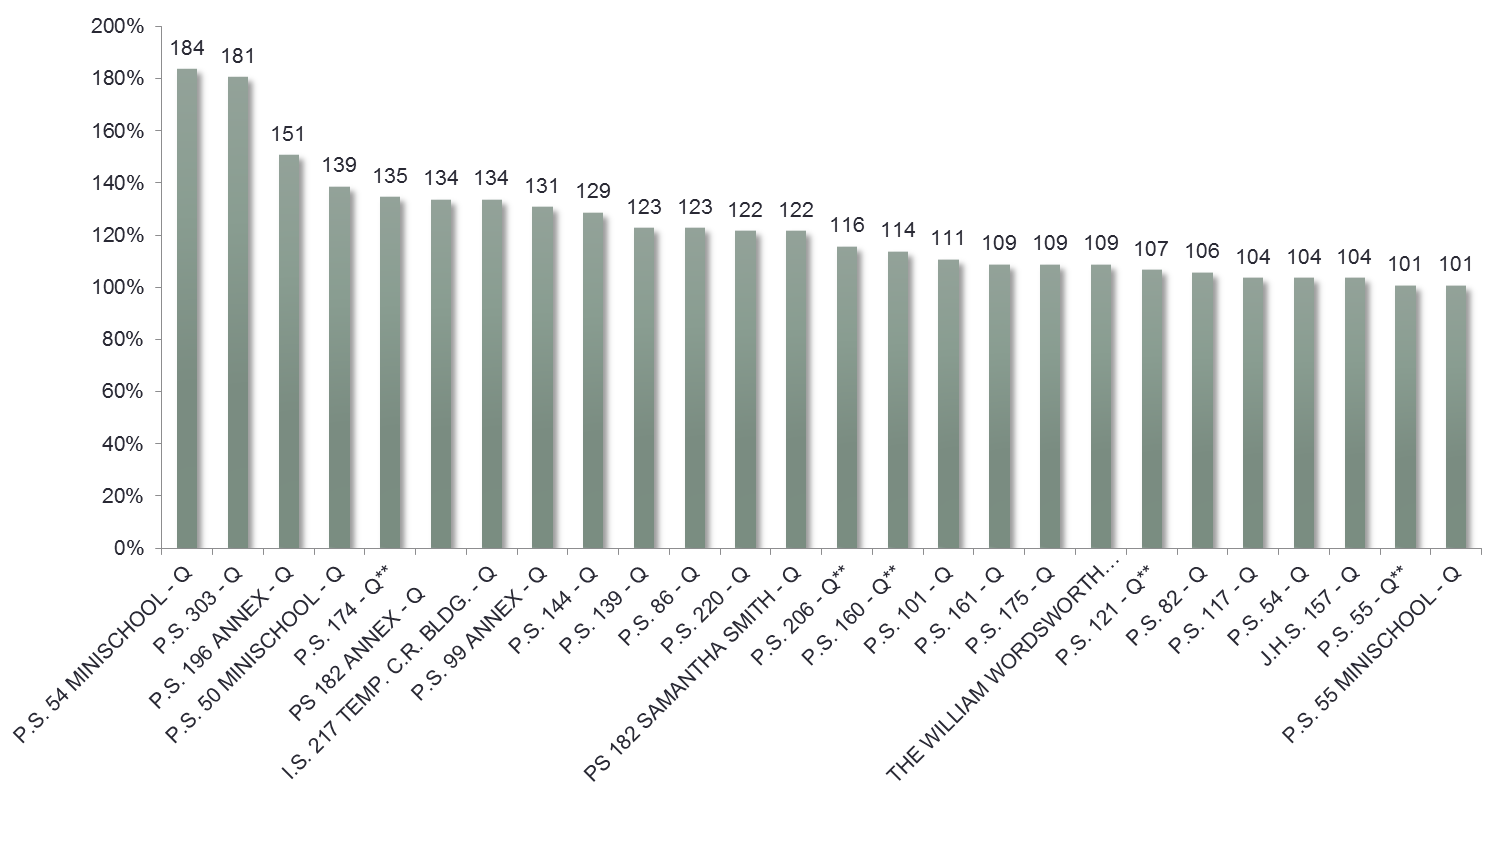 200%
180%
160%
140%
120%
100%
80%
60%
40%
20%
0%
184
181
151
139
135
134
134
131
129
123
123
122
122
116
114
111
109
109
109
107
106
104
104
104
101
101
P.S. 54 MINISCHOOL - Q
P.S. 303 - Q
P.S. 196 ANNEX - Q
P.S. 50 MINISCHOOL - Q
P.S. 174 - Q**
PS 182 ANNEX - Q
I.S. 217 TEMP. C.R. BLDG. - Q
P.S. 99 ANNEX - Q
P.S. 144 - Q
P.S. 139 - Q
P.S. 86 - Q
P.S. 220 - Q
PS 182 SAMANTHA SMITH - Q
P.S. 206 - Q**
P.S. 160 - Q**
P.S. 101 - Q
P.S. 161 - Q
P.S. 175 - Q
THE WILLIAM WORDSWORTH…
P.S. 121 - Q**
P.S. 82 - Q
P.S. 117 - Q
P.S. 54 - Q
J.H.S. 157 - Q
P.S. 55 - Q**
P.S. 55 MINISCHOOL - Q